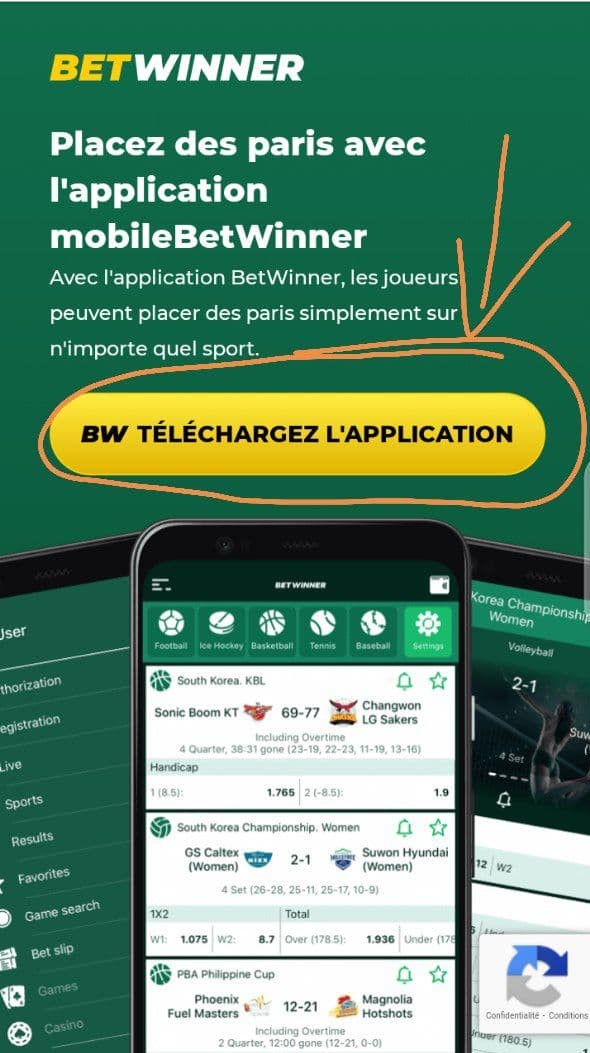 BETWINNER
Placez des paris avec
l'application
mobileBetWinner
Avec l'application BetWinner, les joueurs
peuvent placer des paris simplement sur
n'importe quel sport.
BW TÉLÉCHARGEZ L'APPLICATION
BETWINNER
Football Ice Hockey Basketball Tennis Baseball Settings
South Korea. KBL
Sonic Boom KT 69-77 Changwon
LG Sakers
Including Overtime
4 Quarter, 38:31 gone (23-19, 22-23, 11-19, 13-16)
Handicap
1 (8.5): 1.765 2 (-8.5): 1.9
South Korea Championship. Women
GS Caltex
(Women) 2-1 Suwon Hyundai
(Women)
4 Set (26-28, 25-11, 25-17, 10-9)
1X2 Total
W1: 1.075 W2: 8.7 Over (178.5): 1.936 Under (178
PBA Philippine Cup
Phoenix
Fuel Masters 12-21 Magnolia
Hotshots
Including Overtime
2 Quarter, 12:00 gone (12-21, 0-0)
User
thorization
egistration
Live
Sports
Results
Favorites
Game search
Bet slip
Games
Casino
Korea Championship
Women
Volleyball
2-1
Suw
4 Set
12 W2
Under (180.5)
Confidentialité - Conditions